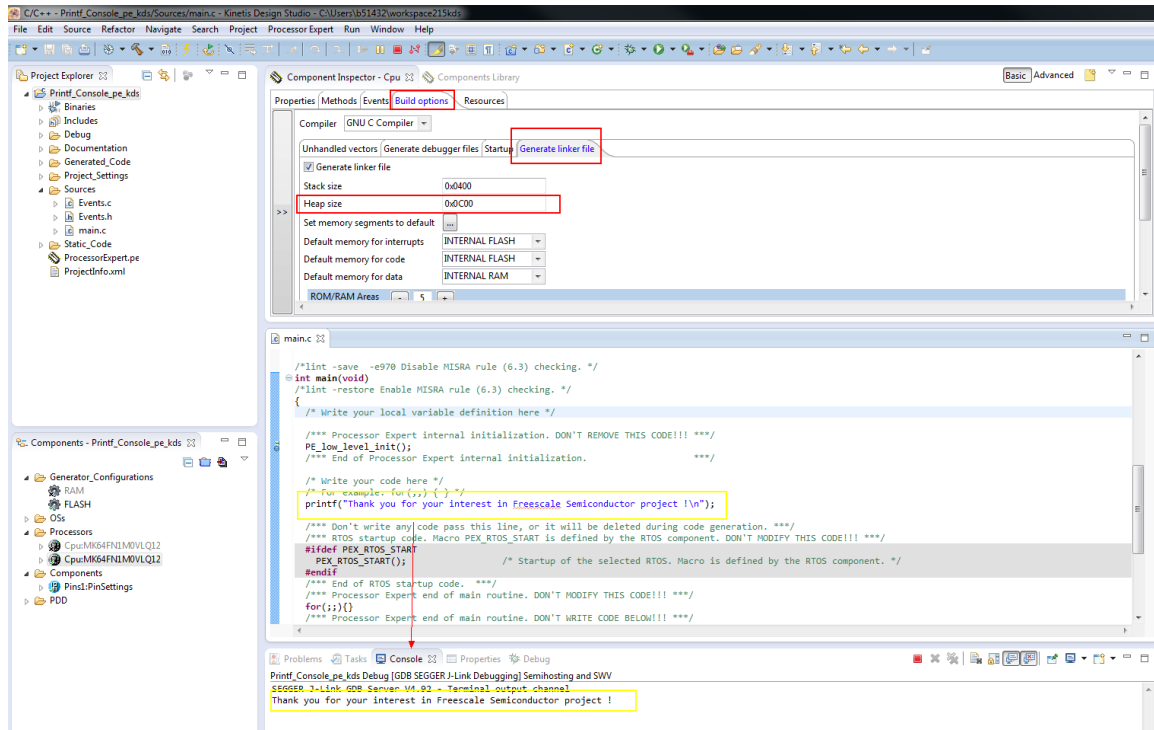 C/C++ - Printf_Console_pe_kds/Sources/main.c - Kinetis Design Studio - C:\Users\b51432\workspace215kds
File Edit Source Refactor Navigate Search Project Processor Expert Run Window Help
Project Explorer
Printf_Console_pe_kds
Binaries
Includes
Debug
Documentation
Generated_Code
Project_Settings
Sources
Events.c
Events.h
main.c
Static_Code
ProcessorExpert.pe
ProjectInfo.xml
Component Inspector - Cpu Components Library Basic Advanced
Properties Methods Events Build options Resources
Compiler GNU C Compiler
Unhandled vectors Generate debugger files Startup Generate linker file
Generate linker file
Stack size 0x0400
Heap size 0x0C00
>>
Set memory segments to default ...
Default memory for interrupts INTERNAL FLASH
Default memory for code INTERNAL FLASH
Default memory for data INTERNAL RAM
ROM/RAM Areas - 5 +
main.c
/*lint -save -e970 Disable MISRA rule (6.3) checking. */
int main(void)
/*lint -restore Enable MISRA rule (6.3) checking. */
{
/* Write your local variable definition here */
/*** Processor Expert internal initialization. DON'T REMOVE THIS CODE!!! ***/
PE_low_level_init();
/*** End of Processor Expert internal initialization. ***/
/* Write your code here */
/* For example: for(;;) { } */
printf("Thank you for your interest in Freescale Semiconductor project !\n");
/*** Don't write any code pass this line, or it will be deleted during code generation. ***/
/*** RTOS startup code. Macro PEX_RTOS_START is defined by the RTOS component. DON'T MODIFY THIS CODE!!! ***/
#ifdef PEX_RTOS_START
PEX_RTOS_START(); /* Startup of the selected RTOS. Macro is defined by the RTOS component. */
#endif
/*** End of RTOS startup code. ***/
/*** Processor Expert end of main routine. DON'T MODIFY THIS CODE!!! ***/
for(;;){}
/*** Processor Expert end of main routine. DON'T WRITE CODE BELOW!!! ***/
Components - Printf_Console_pe_kds
Generator_Configurations
RAM
FLASH
OSs
Processors
Cpu:MK64FN1M0VLQ12
Cpu:MK64FN1M0VLQ12
Components
Pins1:PinSettings
PDD
Problems Tasks Console Properties Debug
Printf_Console_pe_kds Debug [GDB SEGGER J-Link Debugging] Semihosting and SWV
SEGGER J-Link GDB Server V4.92 - Terminal output channel
Thank you for your interest in Freescale Semiconductor project !